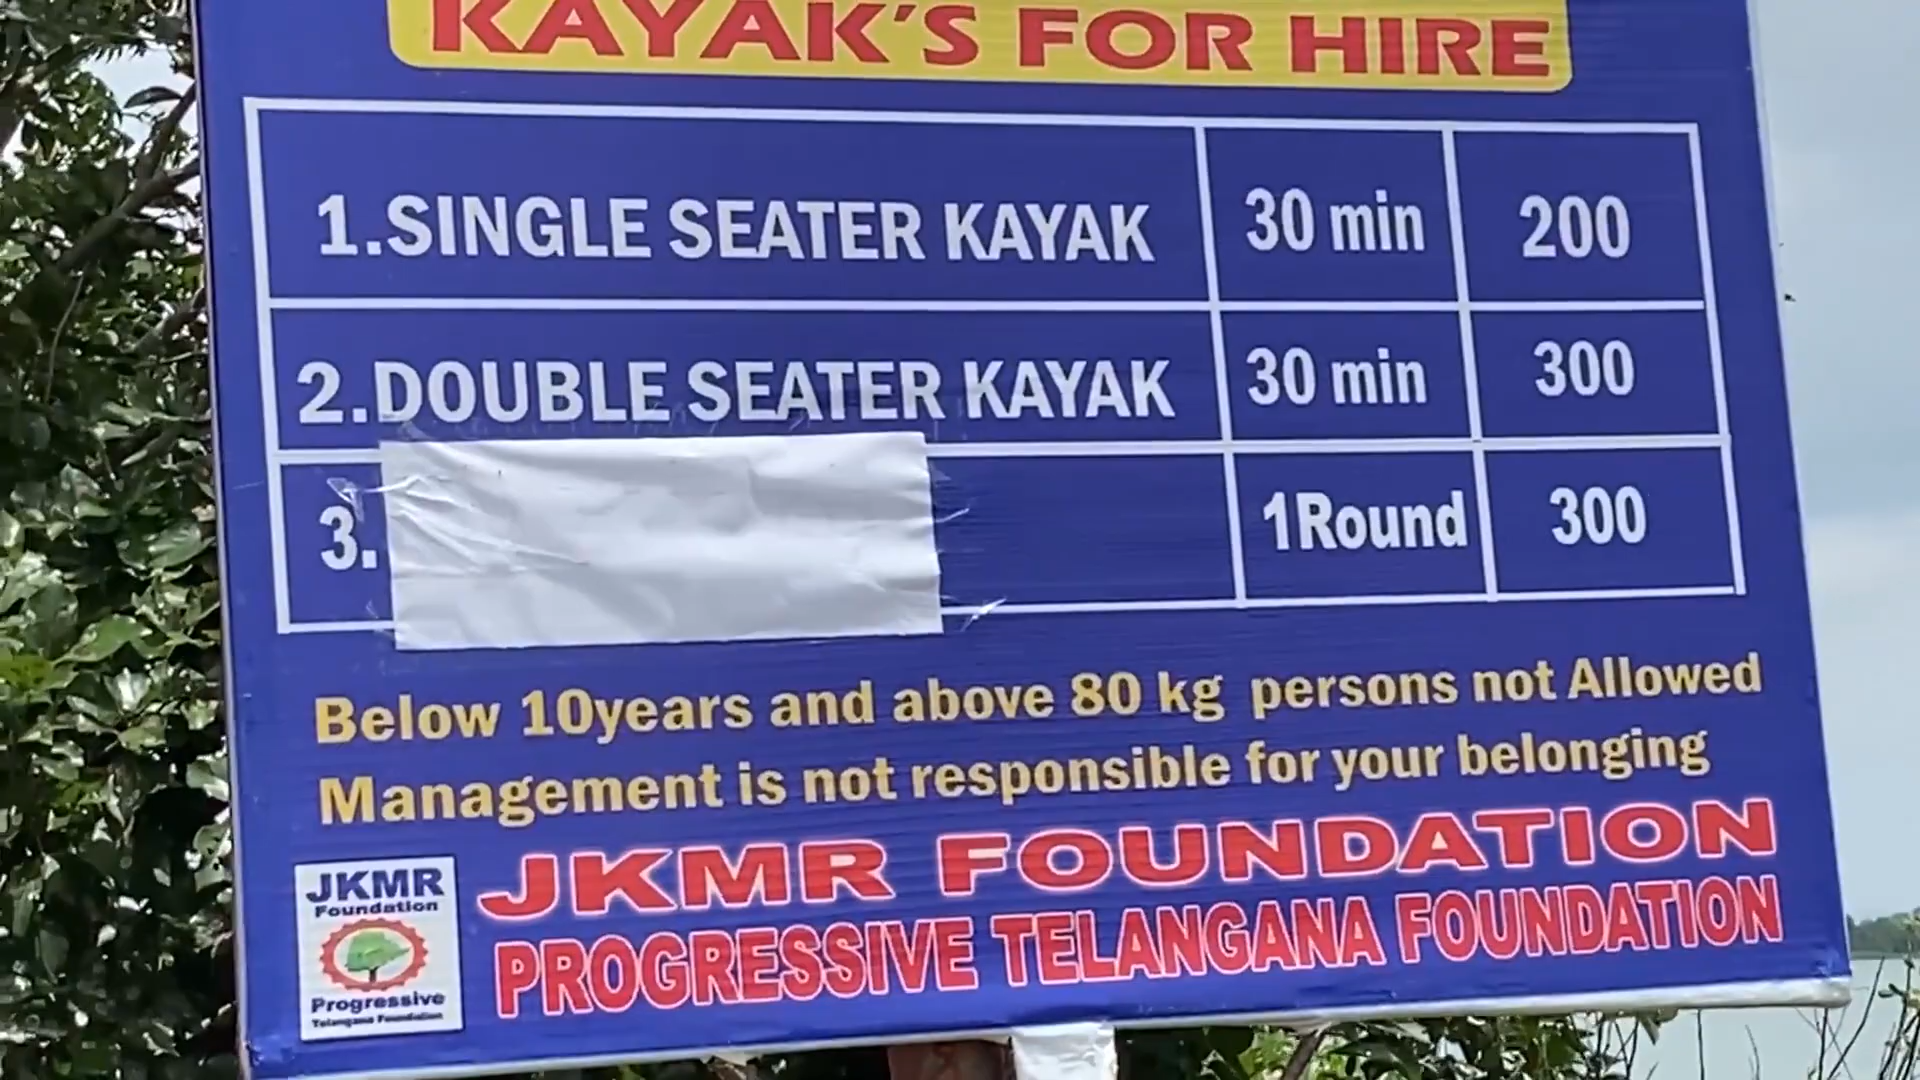 KAYAK'S FOR HIRE
1.SINGLE SEATER KAYAK 30 min 200
2.DOUBLE SEATER KAYAK 30 min 300
3. 1Round 300
Below 10years and above 80 kg persons not Allowed
Management is not responsible for your belonging
JKMR FOUNDATION
PROGRESSIVE TELANGANA FOUNDATION
JKMR
Foundation
Progressive
Telangana Foundation